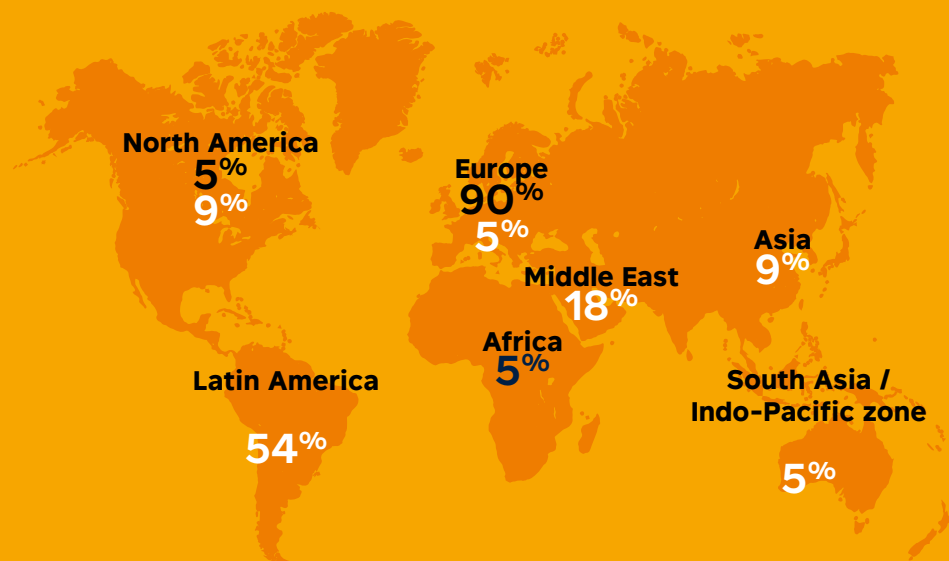 North America
5%
9%
Europe
90%
5%
Asia
9%
Middle East
18%
Africa
5%
Latin America
54%
South Asia /
Indo-Pacific zone
5%